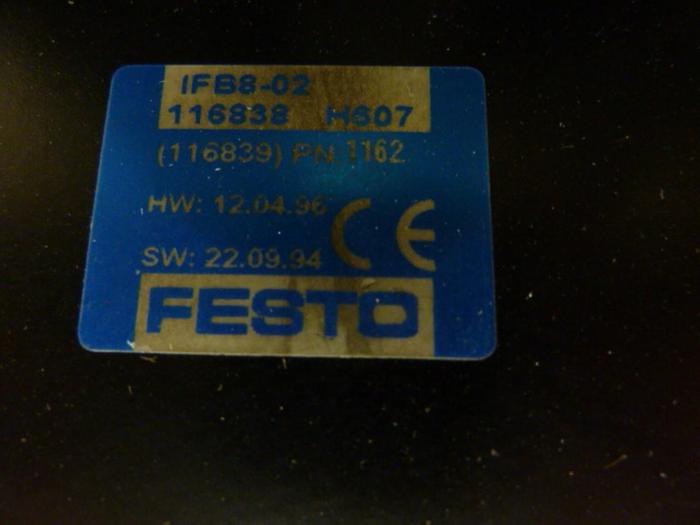 IFB8-02
116838 H607
(116839) PN:1162
HW: 12.04.96
SW: 22.09.94
CE
FESTO